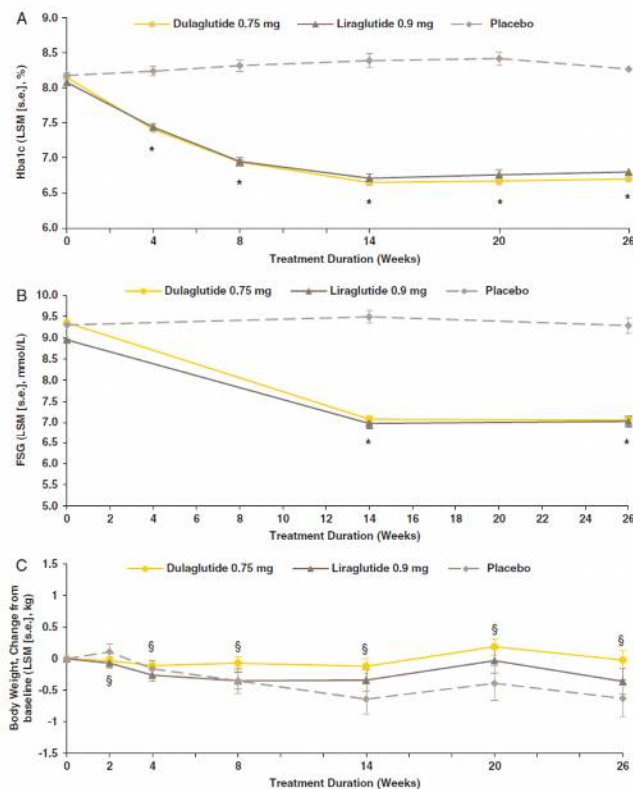 A
Dulaglutide 0.75 mg Liraglutide 0.9 mg Placebo
Hba1c (LSM [s.e.], %)
9.0
8.5
8.0
7.5
7.0
6.5
6.0
* * * * *
0 4 8 14 20 26
Treatment Duration (Weeks)
B
Dulaglutide 0.75 mg Liraglutide 0.9 mg Placebo
FSG (LSM [s.e.], mmol/L)
10.0
9.5
9.0
8.5
8.0
7.5
7.0
6.5
6.0
5.5
5.0
* *
0 2 4 6 8 10 12 14 16 18 20 22 24 26
Treatment Duration (Weeks)
C
Dulaglutide 0.75 mg Liraglutide 0.9 mg Placebo
Body Weight, Change from
baseline (LSM [s.e.], kg)
1.5
1
0.5
0
-0.5
-1
-1.5
§ § § § § §
0 2 4 8 14 20 26
Treatment Duration (Weeks)